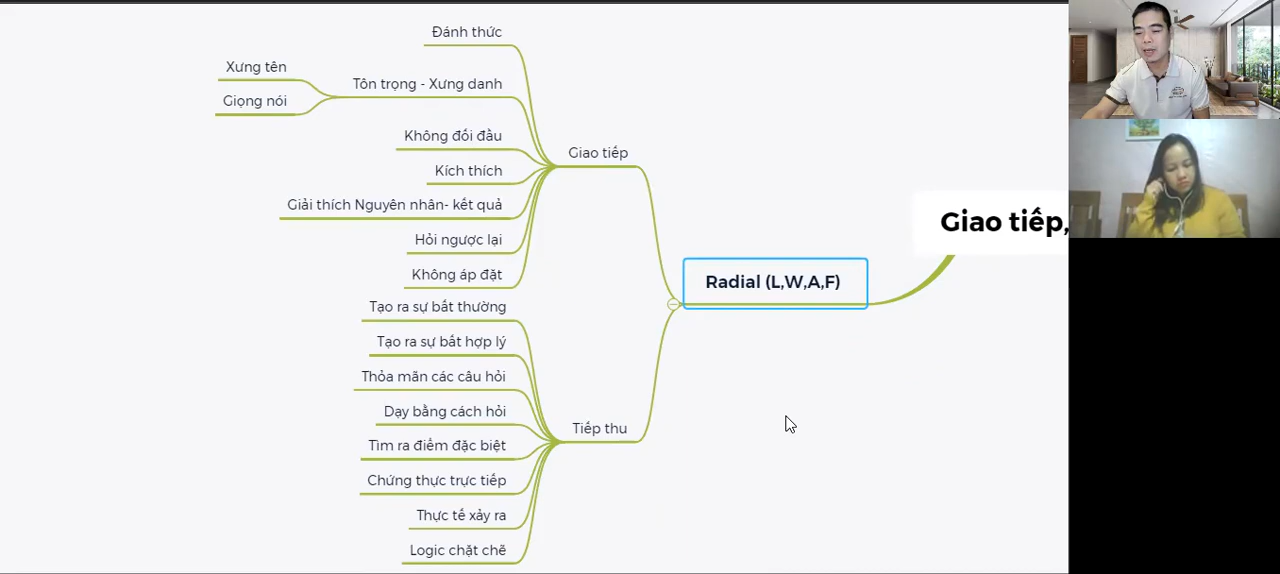 Đánh thức
Xưng tên
Tôn trọng - Xưng danh
Giọng nói
Không đối đầu
Giao tiếp
Kích thích
Giải thích Nguyên nhân- kết quả
Hỏi ngược lại
Không áp đặt
Giao tiếp,
Radial (L,W,A,F)
Tạo ra sự bất thường
Tạo ra sự bất hợp lý
Thỏa mãn các câu hỏi
Dạy bằng cách hỏi
Tiếp thu
Tìm ra điểm đặc biệt
Chứng thực trực tiếp
Thực tế xảy ra
Logic chặt chẽ